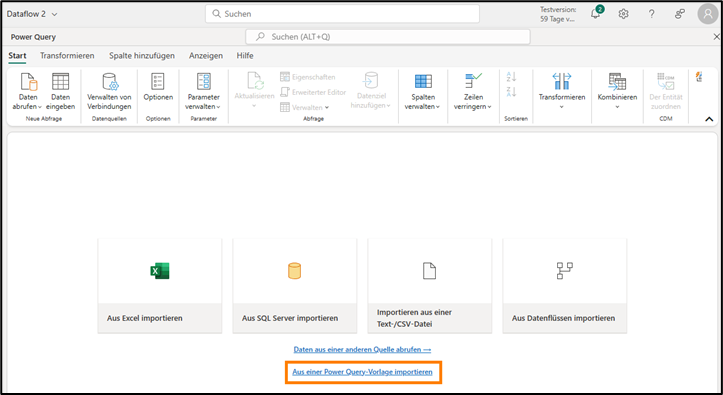 Dataflow 2
Suchen
Testversion:
59 Tage v...
2
Power Query
Suchen (ALT+Q)
Start
Transformieren
Spalte hinzufügen
Anzeigen
Hilfe
Daten
abrufen
Daten
eingeben
Neue Abfrage
Verwalten von
Verbindungen
Datenquellen
Optionen
Optionen
Parameter
verwalten
Parameter
Aktualisieren
Eigenschaften
Erweiterter Editor
Verwalten
Datenziel
hinzufügen
Abfrage
Spalten
verwalten
Zeilen
verringern
Sortieren
Transformieren
Kombinieren
CDM
Der Entität
zuordnen
CDM
Aus Excel importieren
Aus SQL Server importieren
Importieren aus einer
Text-/CSV-Datei
Aus Datenflüssen importieren
Daten aus einer anderen Quelle abrufen →
Aus einer Power Query-Vorlage importieren